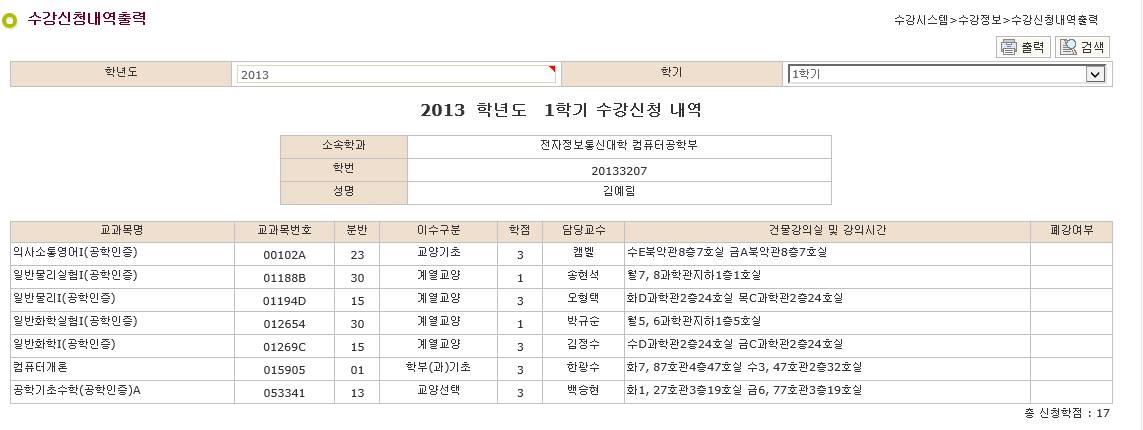 수강신청내역출력
수강시스템>수강정보>수강신청내역출력
출력 검색
학년도 2013 학기 1학기
2013 학년도 1학기 수강신청 내역
소속학과 전자정보통신대학 컴퓨터공학부
학번 20133207
성명 김예림
교과목명 교과목번호 분반 이수구분 학점 담당교수 건물강의실 및 강의시간 폐강여부
의사소통영어I(공학인증) 00102A 23 교양기초 3 캠벨 수E북악관8층7호실 금A북악관8층7호실
일반물리실험I(공학인증) 01188B 30 계열교양 1 송현석 월7, 8과학관지하1층1호실
일반물리I(공학인증) 01194D 15 계열교양 3 오형택 화D과학관2층24호실 목C과학관2층24호실
일반화학실험I(공학인증) 012654 30 계열교양 1 박규순 월5, 6과학관지하1층5호실
일반화학I(공학인증) 01269C 15 계열교양 3 김정수 수D과학관2층24호실 금C과학관2층24호실
컴퓨터개론 015905 01 학부(과)기초 3 한광수 화7, 87호관4층47호실 수3, 47호관2층32호실
공학기초수학(공학인증)A 053341 13 교양선택 3 백승현 화1, 27호관3층19호실 금6, 77호관3층19호실
총 신청학점 : 17